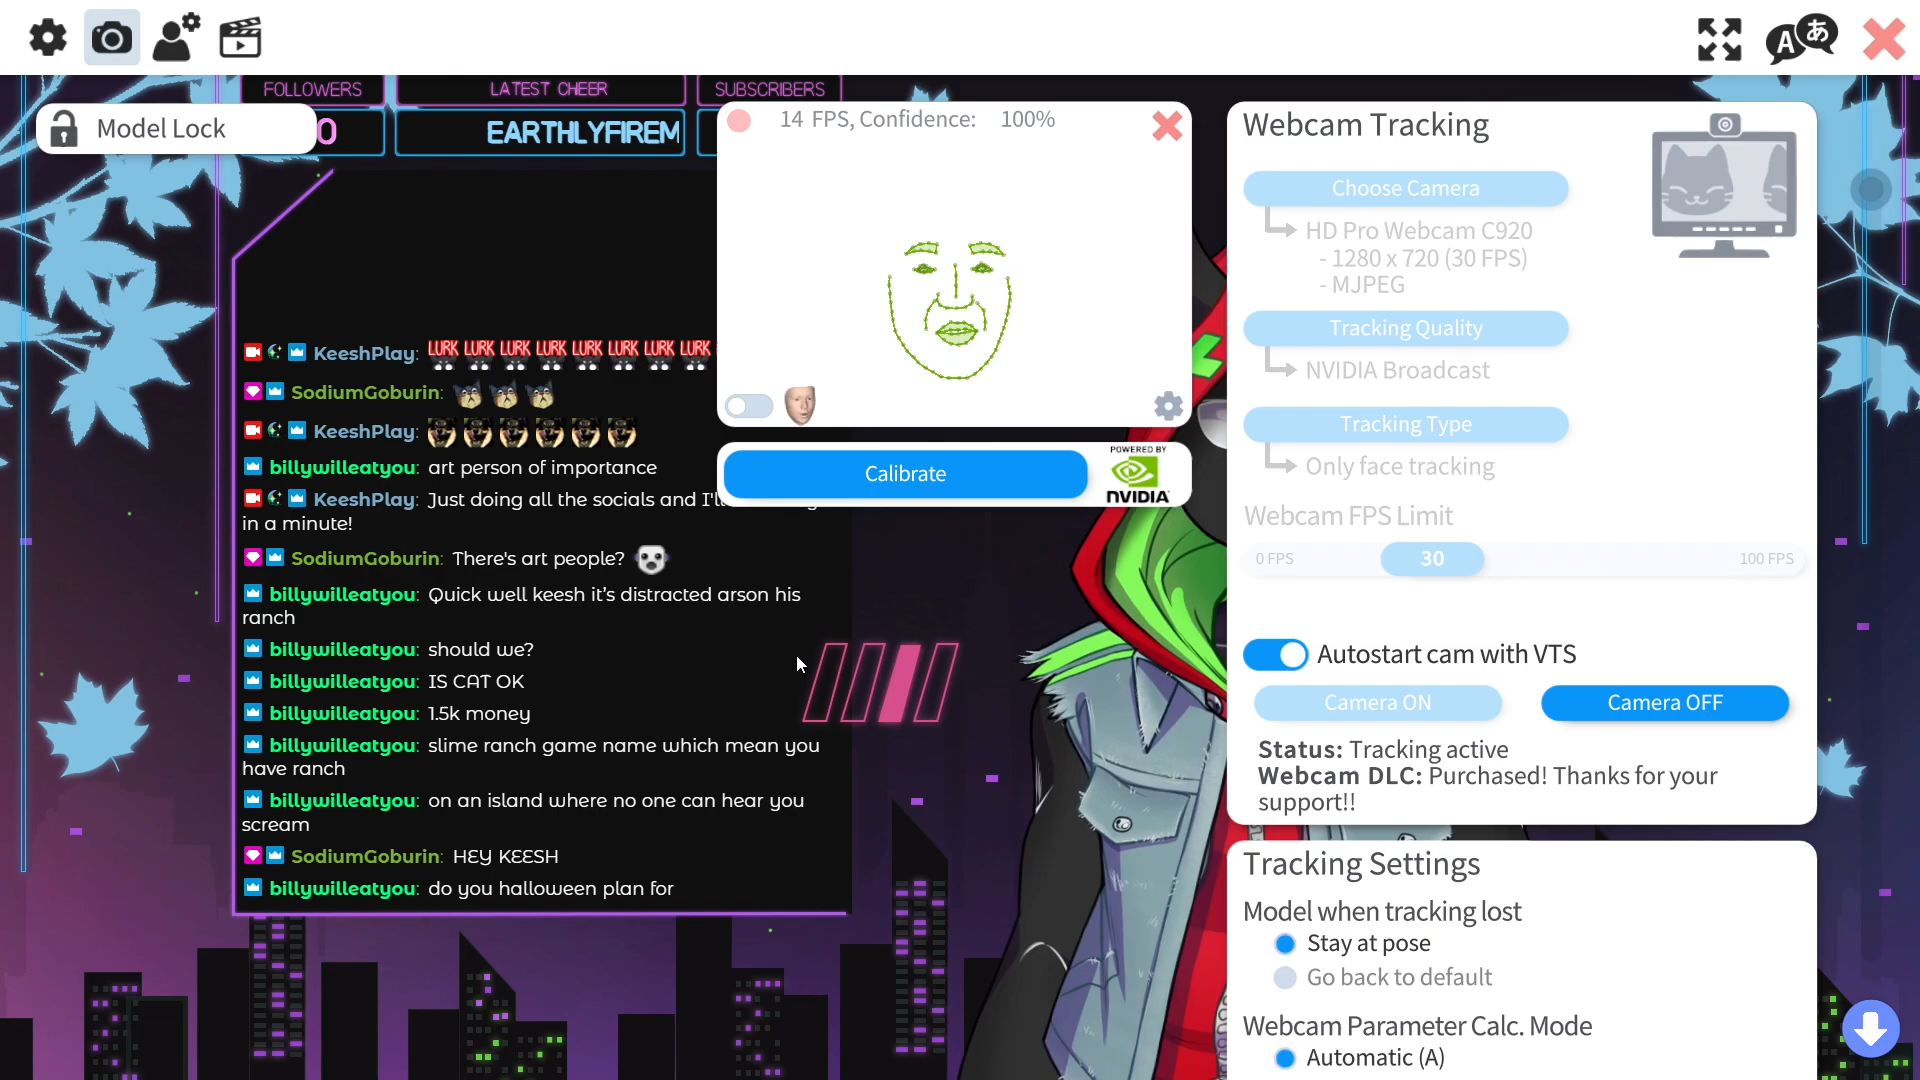 FOLLOWERS
LATEST CHEER
SUBSCRIBERS
Model Lock
EARTHLYFIREM
14 FPS, Confidence: 100%
Calibrate
POWERED BY
NVIDIA
KeeshPlay: LURK LURK LURK LURK LURK LURK LURK LURK
SodiumGoburin:
KeeshPlay:
billywilleatyou: art person of importance
KeeshPlay: Just doing all the socials and I'll
in a minute!
SodiumGoburin: There's art people?
billywilleatyou: Quick well keesh it's distracted arson his
ranch
billywilleatyou: should we?
billywilleatyou: IS CAT OK
billywilleatyou: 1.5k money
billywilleatyou: slime ranch game name which mean you
have ranch
billywilleatyou: on an island where no one can hear you
scream
SodiumGoburin: HEY KEESH
billywilleatyou: do you halloween plan for
Webcam Tracking
Choose Camera
HD Pro Webcam C920
- 1280 x 720 (30 FPS)
- MJPEG
Tracking Quality
NVIDIA Broadcast
Tracking Type
Only face tracking
Webcam FPS Limit
0 FPS
30
100 FPS
Autostart cam with VTS
Camera ON
Camera OFF
Status: Tracking active
Webcam DLC: Purchased! Thanks for your
support!!
Tracking Settings
Model when tracking lost
Stay at pose
Go back to default
Webcam Parameter Calc. Mode
Automatic (A)